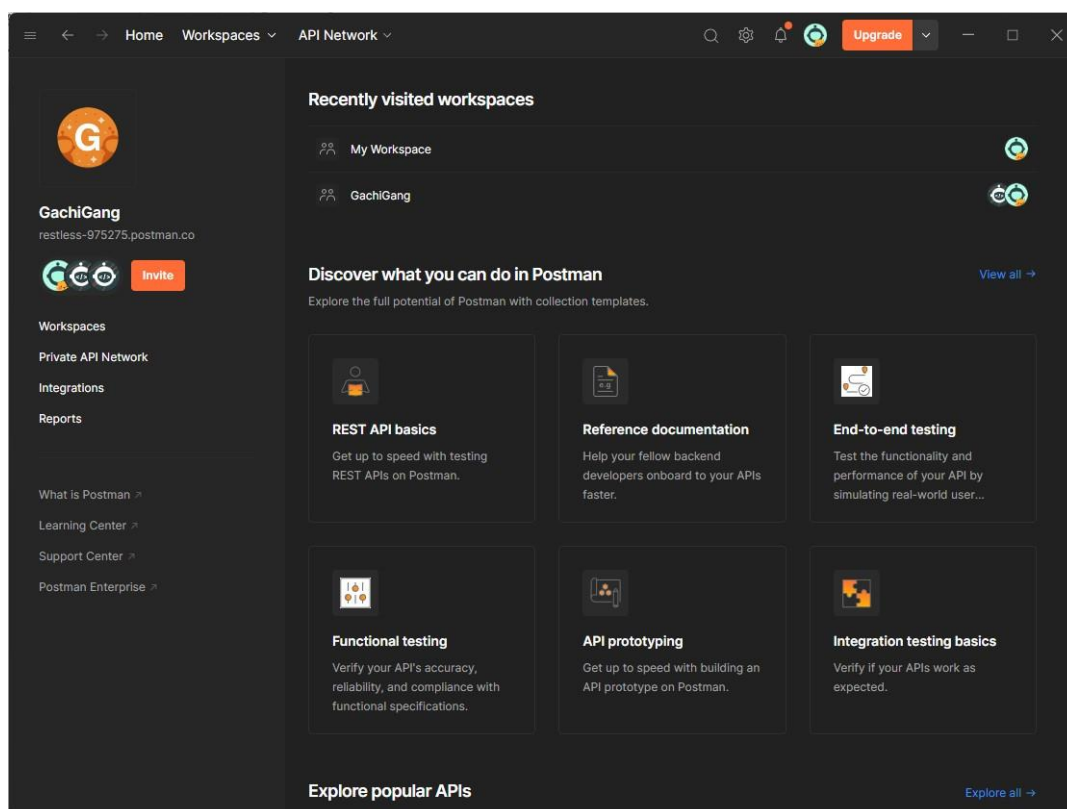 Home Workspaces API Network Upgrade
G
GachiGang
restless-975275.postman.co
Invite
Workspaces
Private API Network
Integrations
Reports
What is Postman
Learning Center
Support Center
Postman Enterprise
Recently visited workspaces
My Workspace
GachiGang
Discover what you can do in Postman
View all →
Explore the full potential of Postman with collection templates.
REST API basics
Get up to speed with testing
REST APIs on Postman.
Reference documentation
Help your fellow backend
developers onboard to your APIs
faster.
End-to-end testing
Test the functionality and
performance of your API by
simulating real-world user...
Functional testing
Verify your API's accuracy,
reliability, and compliance with
functional specifications.
API prototyping
Get up to speed with building an
API prototype on Postman.
Integration testing basics
Verify if your APIs work as
expected.
Explore popular APIs
Explore all →